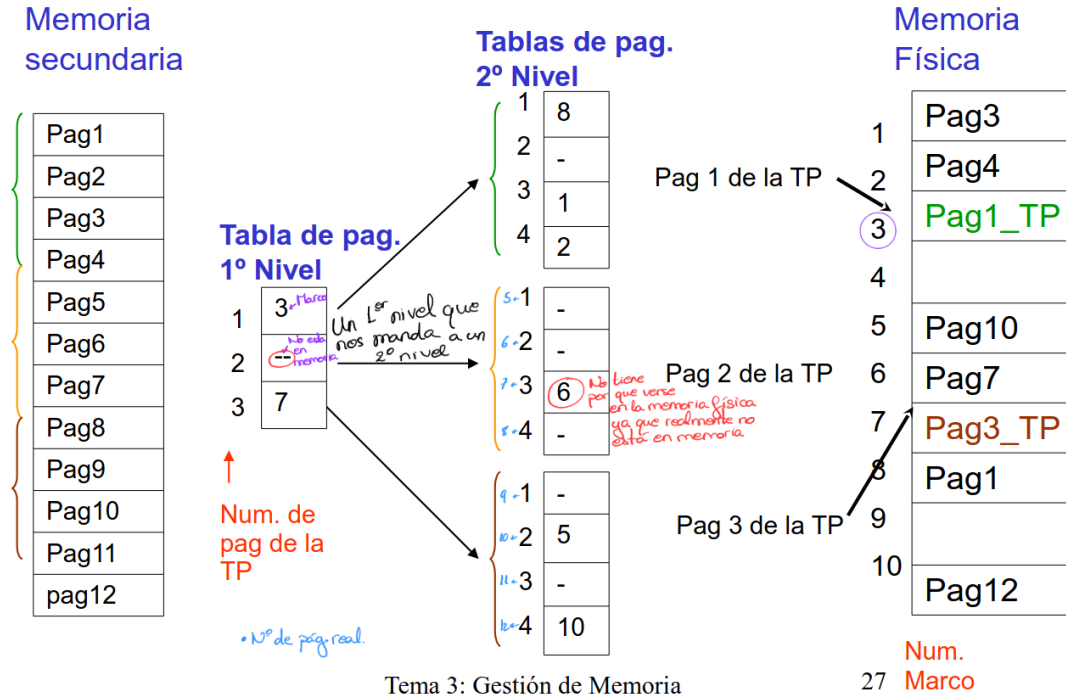 Memoria
secundaria
Pag1
Pag2
Pag3
Pag4
Pag5
Pag6
Pag7
Pag8
Pag9
Pag10
Pag11
pag12
Tabla de pag.
1º Nivel
1
3
Marco
2
--
No está
en
memoria
3
7
Num. de
pag de la
TP
• Nº de pág. real.
Un 1er nivel que
nos manda a un
2º nivel
Tablas de pag.
2º Nivel
1
8
2
-
3
1
4
2
5 1
-
6 2
-
7 3
6
8 4
-
No tiene
por que verse
en la memoria física
ya que realmente no
está en memoria
9 1
-
10 2
5
11 3
-
12 4
10
Pag 1 de la TP
Pag 2 de la TP
Pag 3 de la TP
Memoria
Física
1
Pag3
2
Pag4
3
Pag1_TP
4
5
Pag10
6
Pag7
7
Pag3_TP
8
Pag1
9
10
Pag12
Num.
Marco
Tema 3: Gestión de Memoria
27